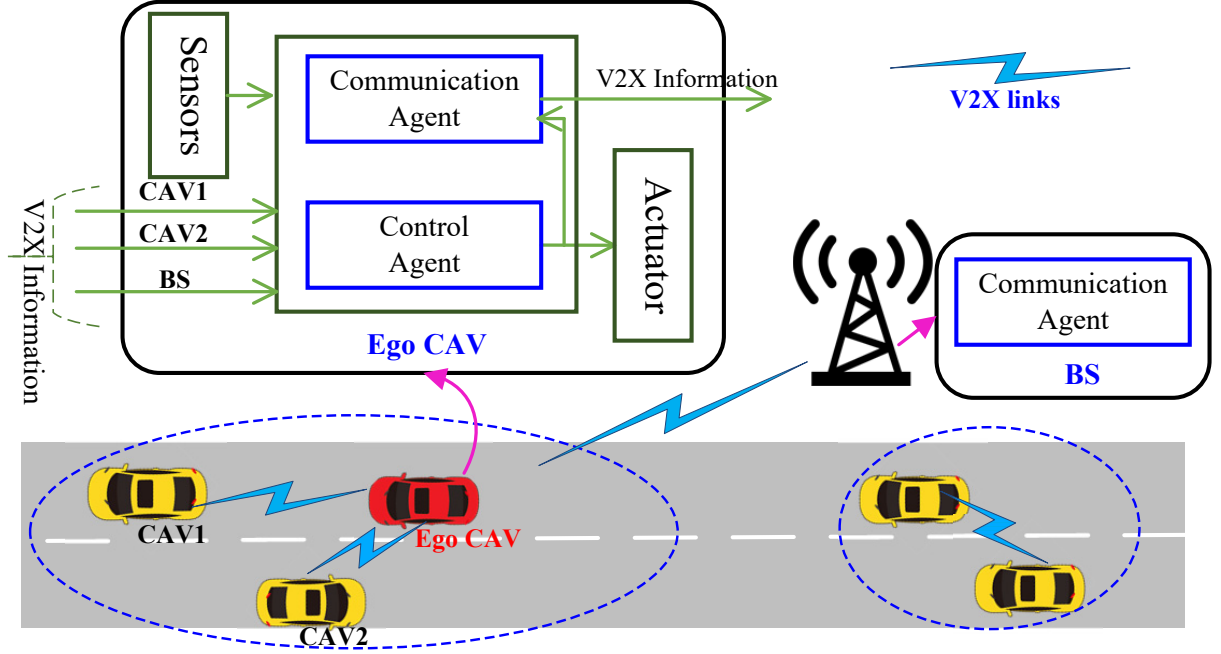 Sensors
Communication
Agent
V2X Information
V2X links
CAV1
CAV2
BS
V2X Information
Control
Agent
Actuator
Ego CAV
Communication
Agent
BS
CAV1
Ego CAV
CAV2